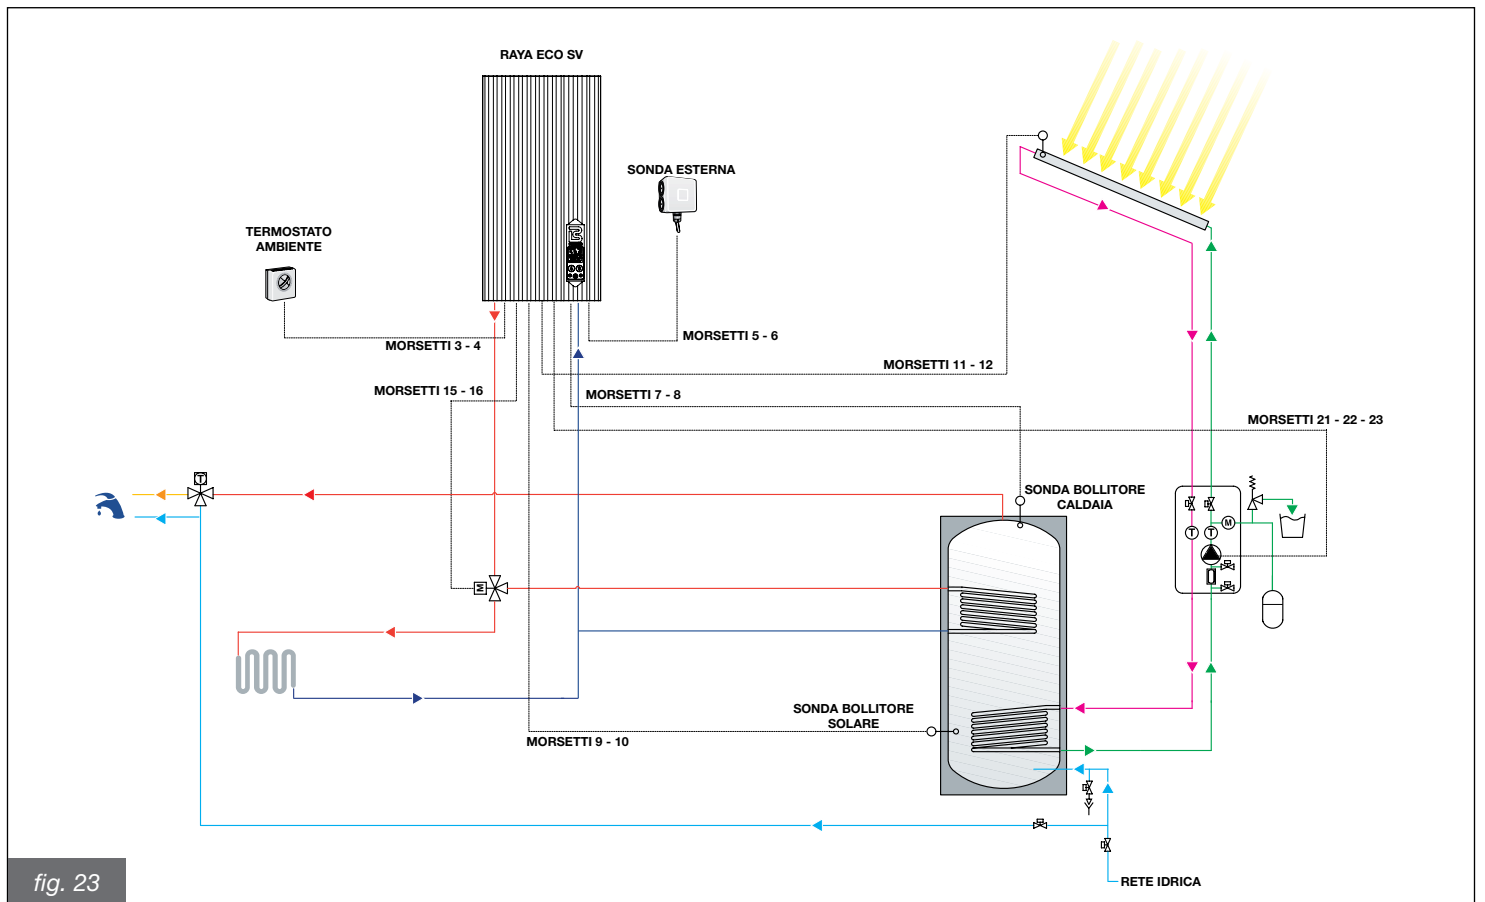 RAYA ECO SV
SONDA ESTERNA
TERMOSTATO
AMBIENTE
MORSETTI 3 - 4
MORSETTI 5 - 6
MORSETTI 11 - 12
MORSETTI 15 - 16
MORSETTI 7 - 8
MORSETTI 21 - 22 - 23
T
SONDA BOLLITORE
CALDAIA
M
T
T
M
SONDA BOLLITORE
SOLARE
MORSETTI 9 - 10
RETE IDRICA
fig. 23